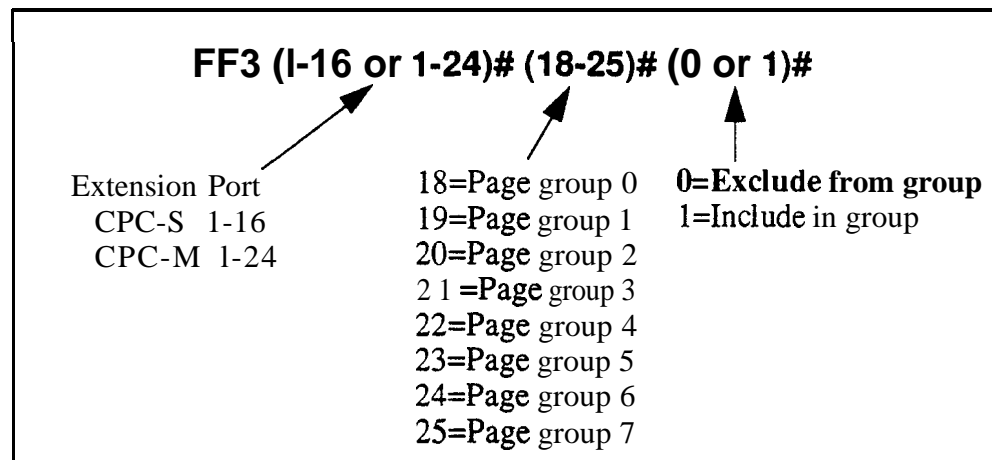 FF3 (l-16 or 1-24)# (18-25)# (0 or 1)#
Extension Port
CPC-S 1-16
CPC-M 1-24
18=Page group 0
19=Page group 1
20=Page group 2
2 1 =Page group 3
22=Page group 4
23=Page group 5
24=Page group 6
25=Page group 7
0=Exclude from group
1=Include in group